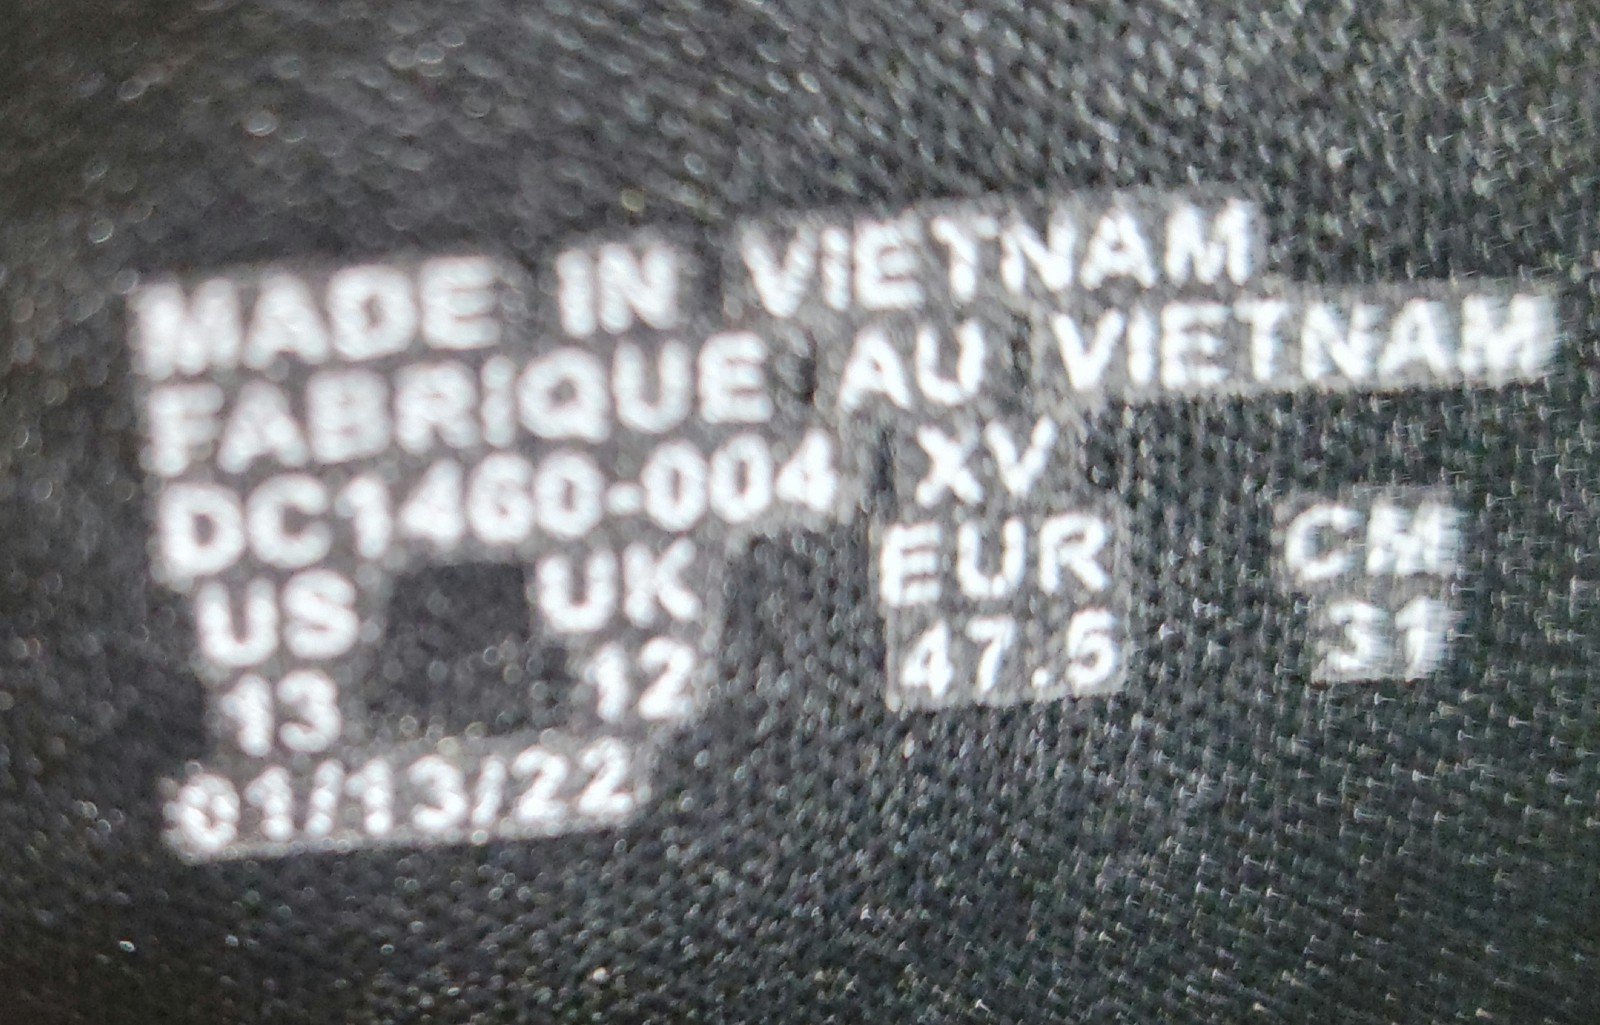 MADE IN VIETNAM
FABRIQUE AU VIETNAM
DC1460-004 XV
US UK EUR CM
13 12 47.5 31
01/13/22